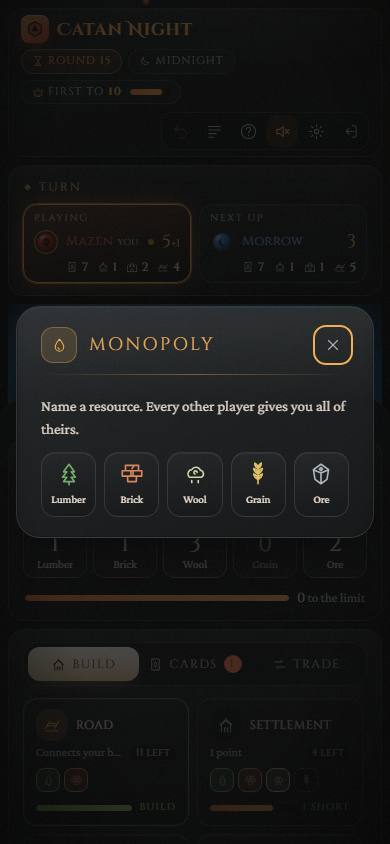 CATAN NIGHT
ROUND 15
MIDNIGHT
FIRST TO 10
TURN
PLAYING
MAZEN YOU 5+1
7 1 2 4
NEXT UP
MORROW 3
7 1 1 5
MONOPOLY
Name a resource. Every other player gives you all of
theirs.
Lumber Brick Wool Grain Ore
1 1 3 0 2
Lumber Brick Wool Grain Ore
0 to the limit
BUILD CARDS 1 TRADE
ROAD
Connects your b... 11 LEFT
BUILD
SETTLEMENT
1 point 4 LEFT
1 SHORT